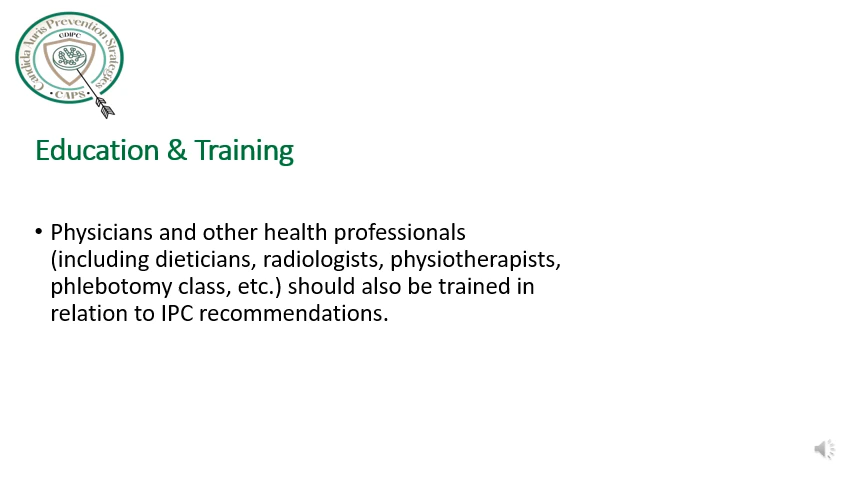 Candida Auris Prevention Strategies
CDIPC
• CAPS •
Education & Training
• Physicians and other health professionals
(including dieticians, radiologists, physiotherapists,
phlebotomy class, etc.) should also be trained in
relation to IPC recommendations.